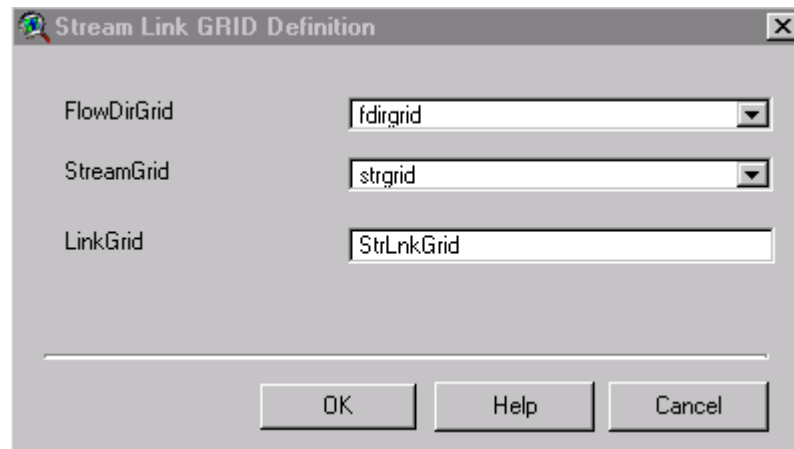 Stream Link GRID Definition
FlowDirGrid fdirgrid
StreamGrid strgrid
LinkGrid StrLnkGrid
OK Help Cancel